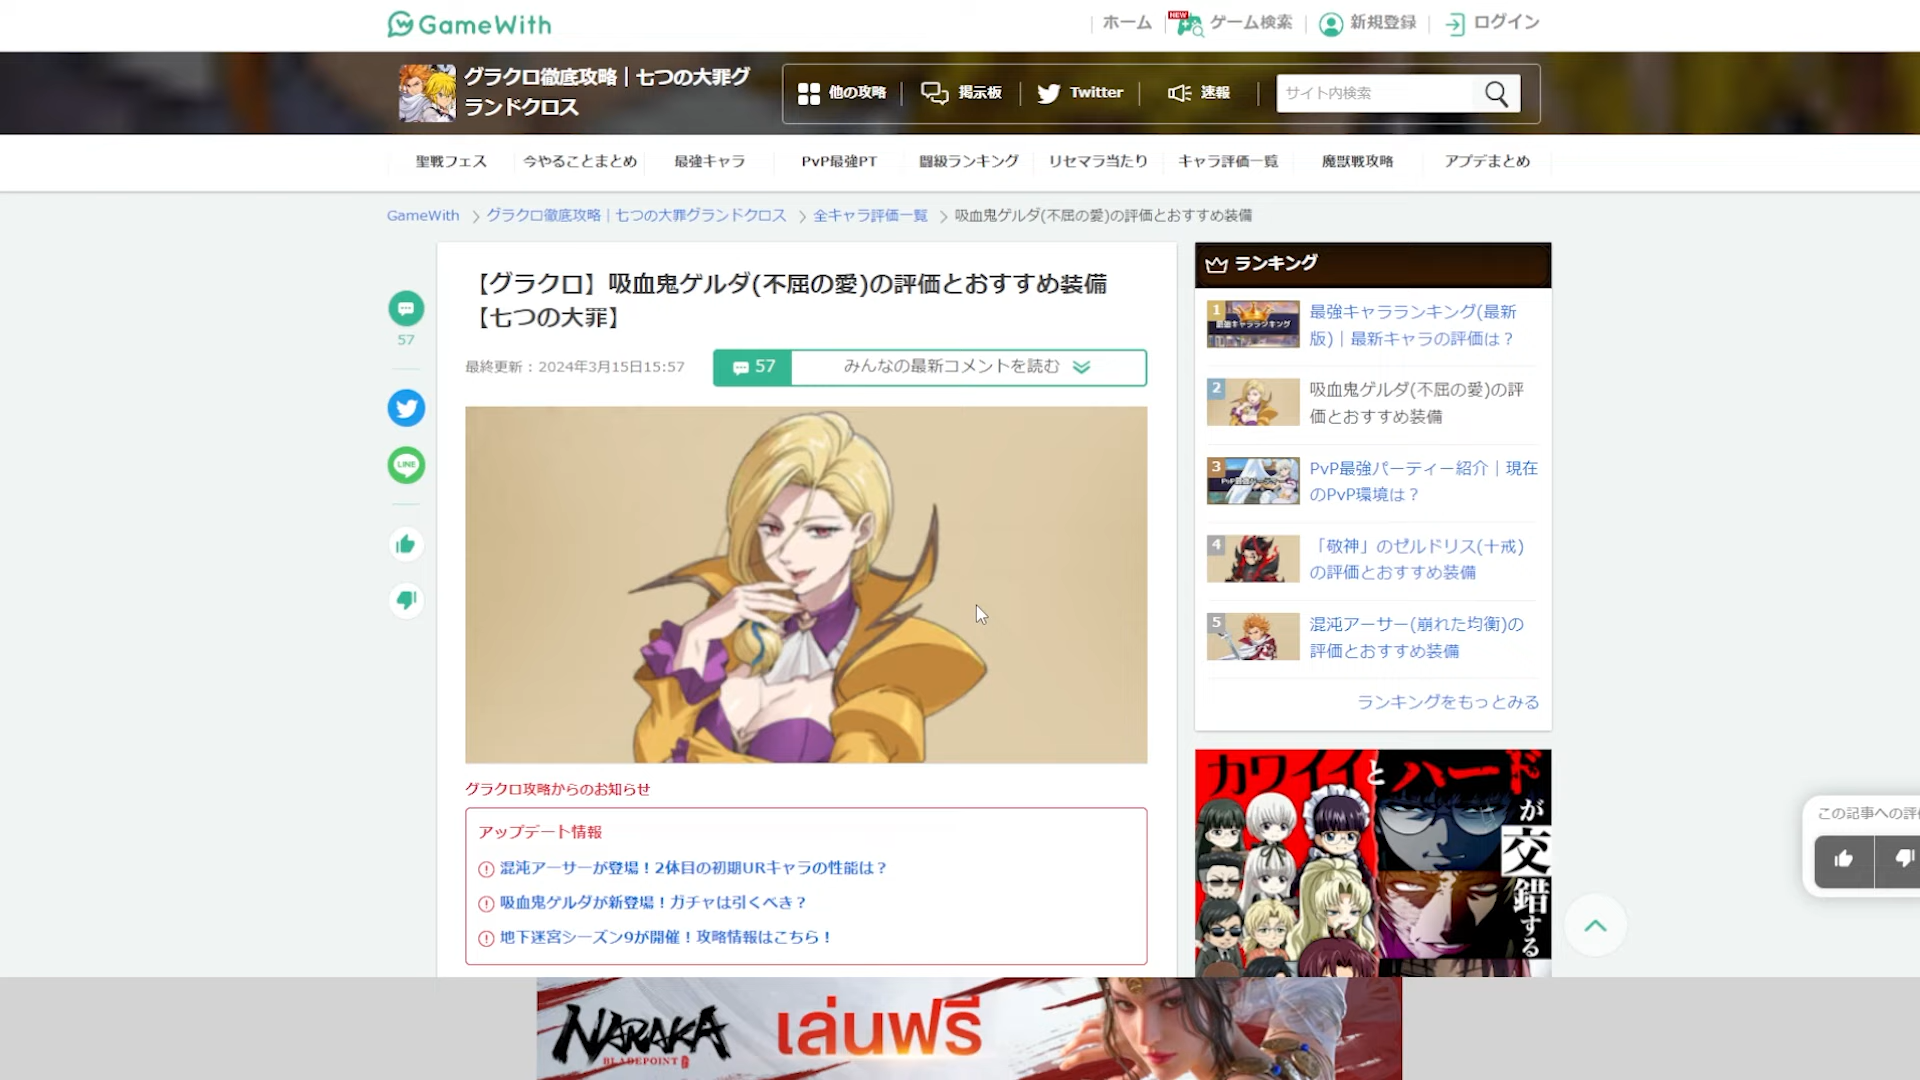 GameWith
ホーム
NEW
ゲーム検索
新規登録
ログイン
グラクロ徹底攻略｜七つの大罪グ
ランドクロス
他の攻略
掲示板
Twitter
速報
サイト内検索
聖戦フェス
今やることまとめ
最強キャラ
PvP最強PT
闘級ランキング
リセマラ当たり
キャラ評価一覧
魔獣戦攻略
アプデまとめ
GameWith
グラクロ徹底攻略｜七つの大罪グランドクロス
全キャラ評価一覧
吸血鬼ゲルダ(不屈の愛)の評価とおすすめ装備
【グラクロ】吸血鬼ゲルダ(不屈の愛)の評価とおすすめ装備
【七つの大罪】
57
最終更新：2024年3月15日15:57
57
みんなの最新コメントを読む
LINE
グラクロ攻略からのお知らせ
アップデート情報
混沌アーサーが登場！2体目の初期URキャラの性能は？
吸血鬼ゲルダが新登場！ガチャは引くべき？
地下迷宮シーズン9が開催！攻略情報はこちら！
ランキング
1
最強キャラランキング
最強キャラランキング(最新
版)｜最新キャラの評価は？
2
吸血鬼ゲルダ(不屈の愛)の評
価とおすすめ装備
3
PvP最強パーティー紹介｜現在
のPvP環境は？
4
「敬神」のゼルドリス(十戒)
の評価とおすすめ装備
5
混沌アーサー(崩れた均衡)の
評価とおすすめ装備
ランキングをもっとみる
カワイイとハード
が交錯する
この記事への評価
NARAKA
BLADEPOINT
เล่นฟรี